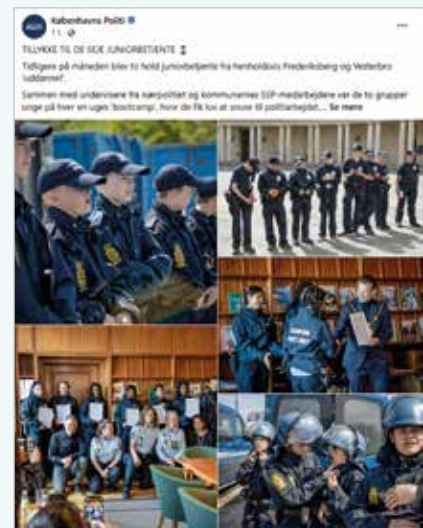 Københavns Politi
1 t.
TILLYKKE TIL DE SEJE JUNIORBETJENTE
Tidligere på måneden blev to hold juniorbetjente fra henholdsvis Frederiksberg og Vesterbro
'uddannet'.
Sammen med undervisere fra nærpolitiet og kommunernes SSP-medarbejdere var de to grupper
unge på hver en uges 'bootcamp', hvor de fik lov at snuse til politiarbejdet.... Se mere